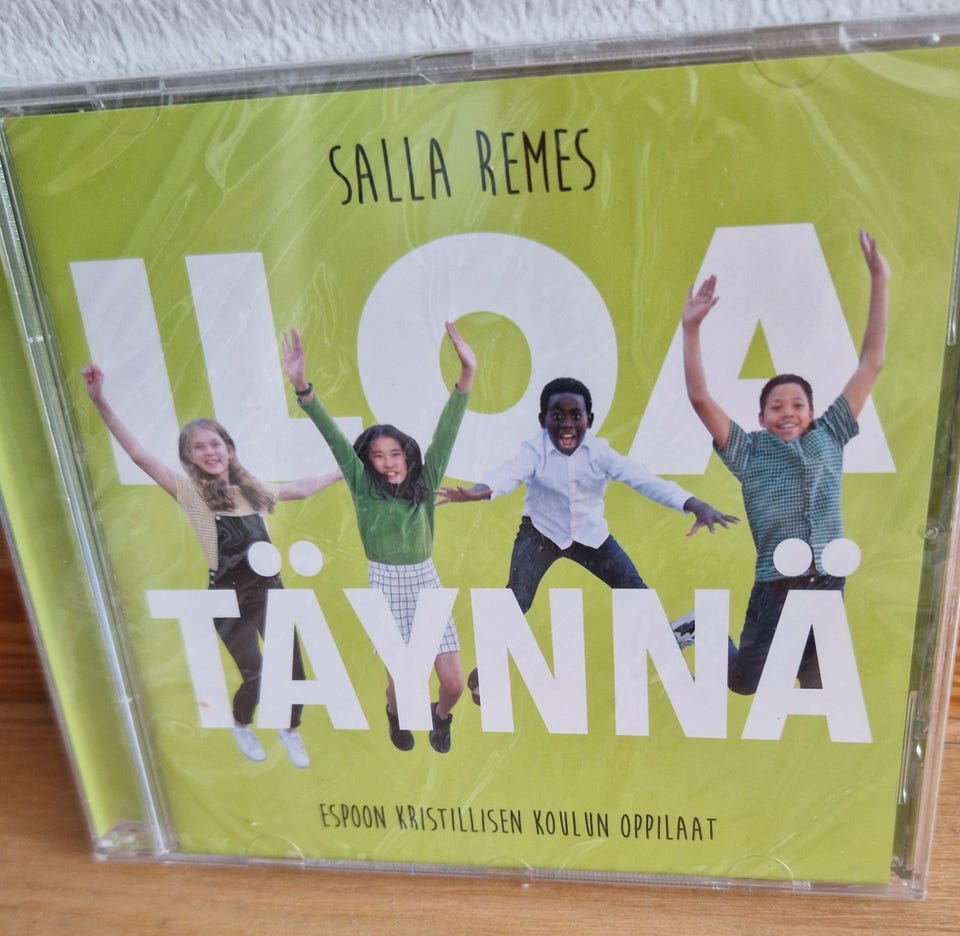 SALLA REMES
ILOA
TÄYNNÄ
ESPOON KRISTILLISEN KOULUN OPPILAAT